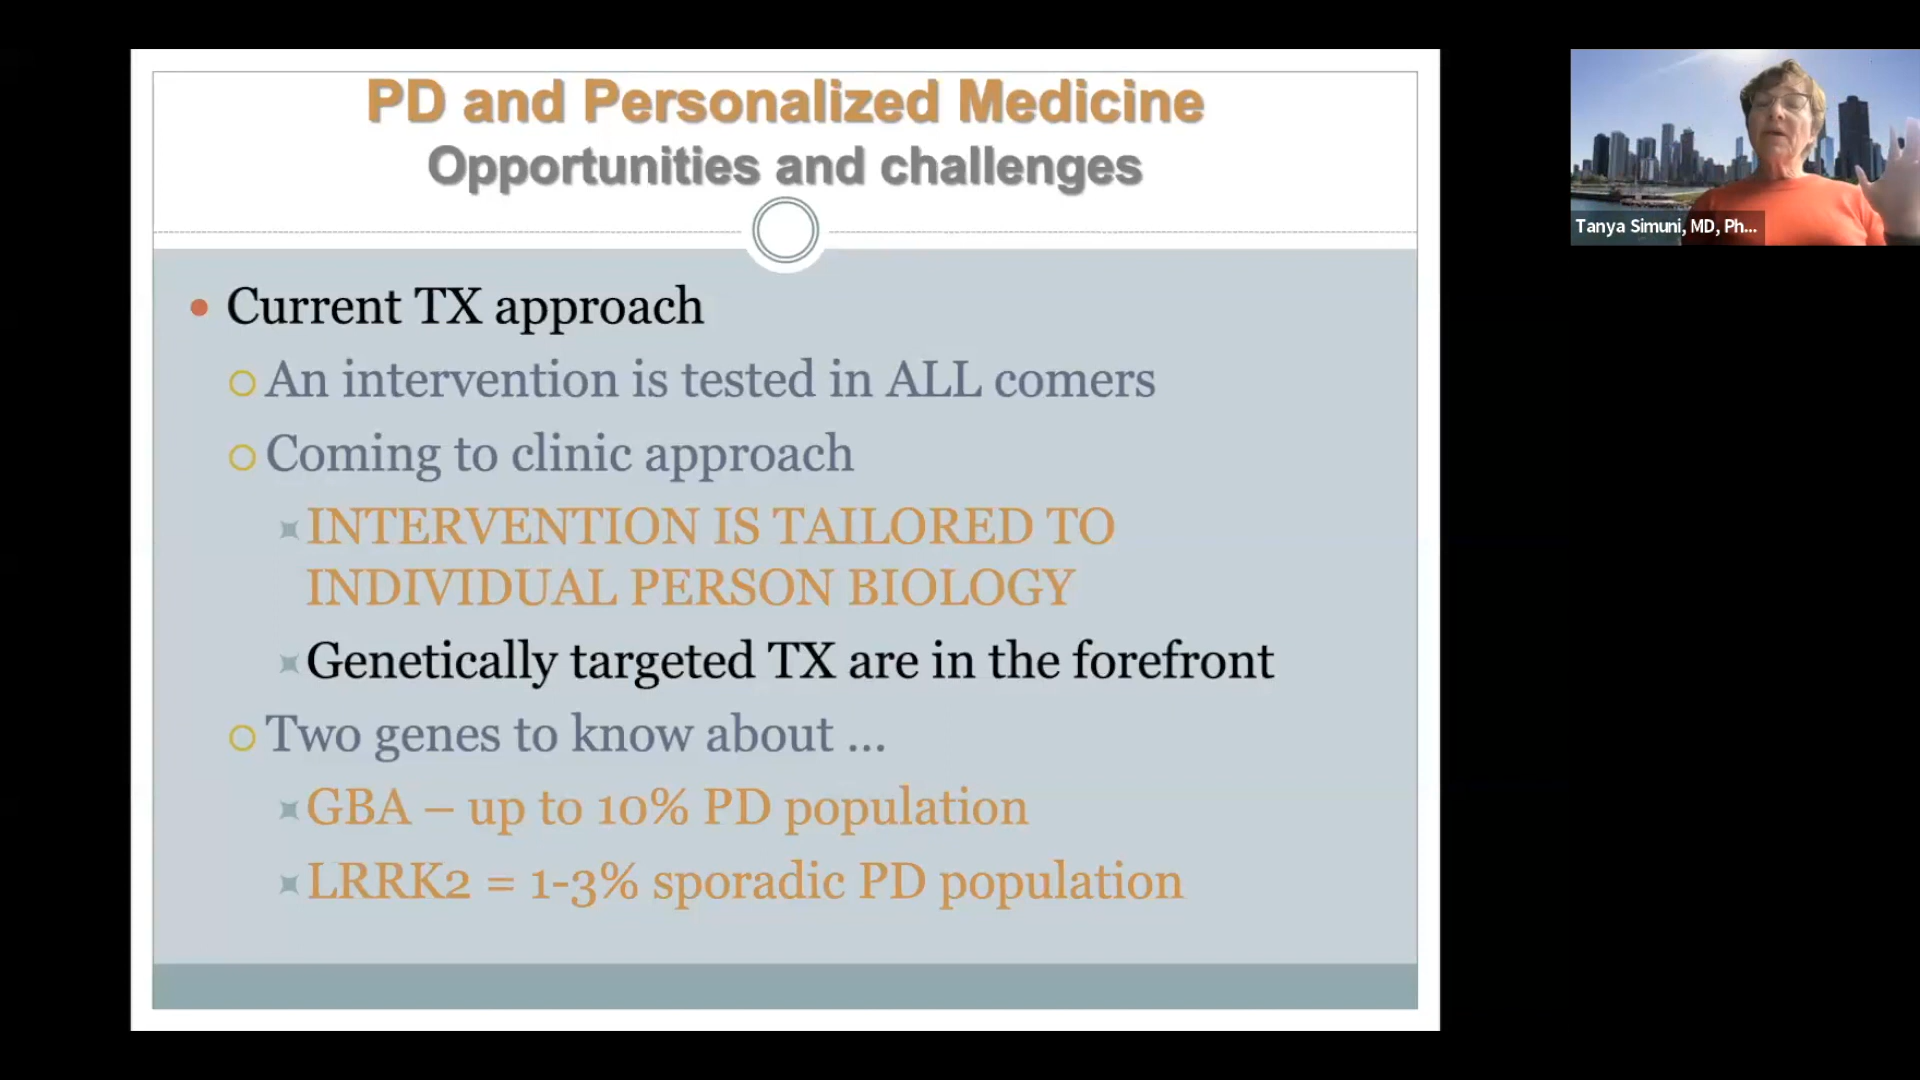 PD and Personalized Medicine
Opportunities and challenges
Current TX approach
An intervention is tested in ALL comers
Coming to clinic approach
INTERVENTION IS TAILORED TO
INDIVIDUAL PERSON BIOLOGY
Genetically targeted TX are in the forefront
Two genes to know about ...
GBA – up to 10% PD population
LRRK2 = 1-3% sporadic PD population
Tanya Simuni, MD, Ph...